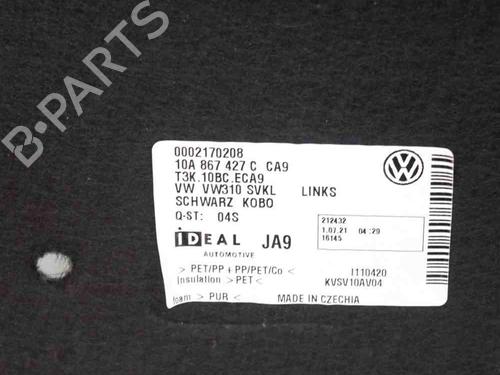 0002170208
10A 867 427 C CA9
T3K.10BC.ECA9
VW VW310 SVKL LINKS
SCHWARZ KOBO
Q-ST: 04S
212432
1.07.21 04:29
16145
iDEAL JA9
AUTOMOTIVE
> PET/PP + PP/PET/Co <
Insulation > PET <
foam > PUR <
I110420
KVSV10AV04
MADE IN CZECHIA
B-PARTS